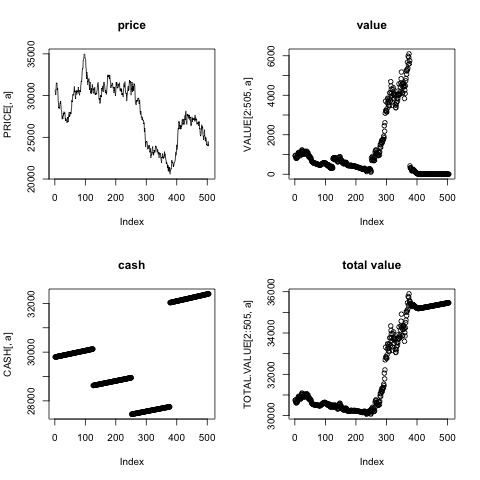 price
PRICE[, a]
35000
30000
25000
20000
0 100 200 300 400 500
Index
value
VALUE[2:505, a]
6000
4000
2000
0
0 100 200 300 400 500
Index
cash
CASH[, a]
32000
30000
28000
0 100 200 300 400 500
Index
total value
TOTAL.VALUE[2:505, a]
36000
34000
32000
30000
0 100 200 300 400 500
Index